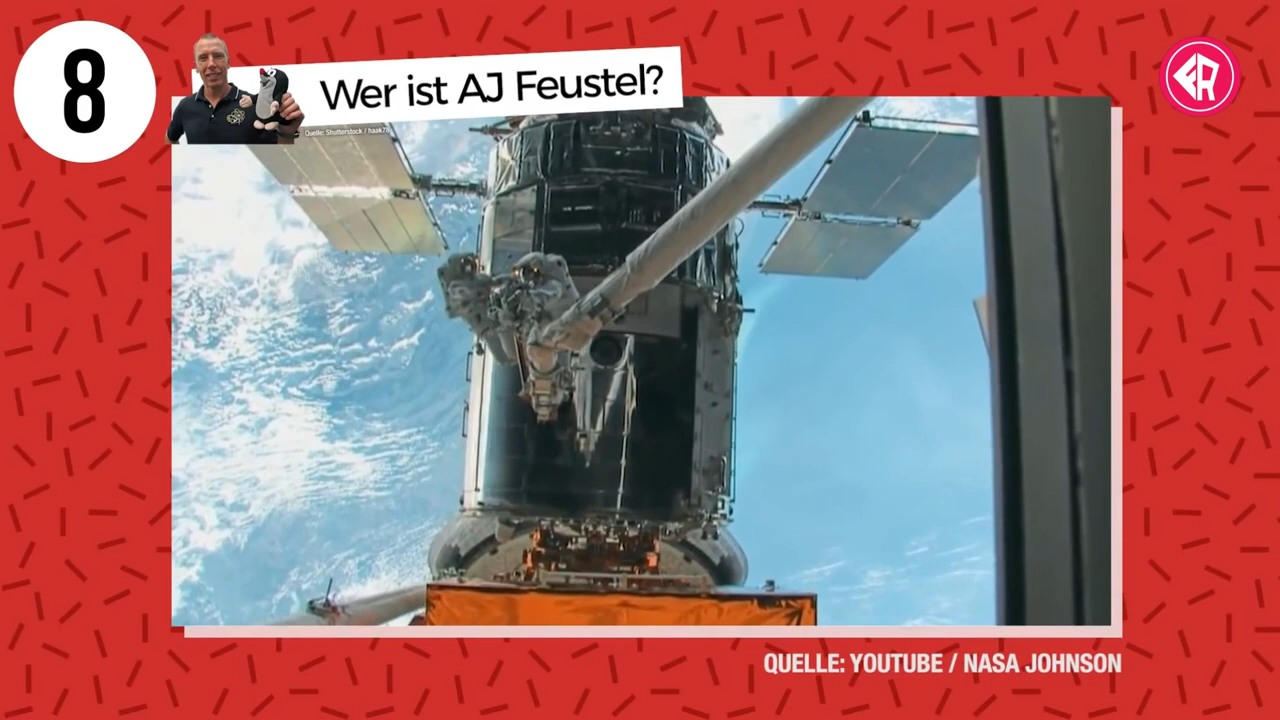 8
Wer ist AJ Feustel?
Quelle: Shutterstock / haak78
QUELLE: YOUTUBE / NASA JOHNSON